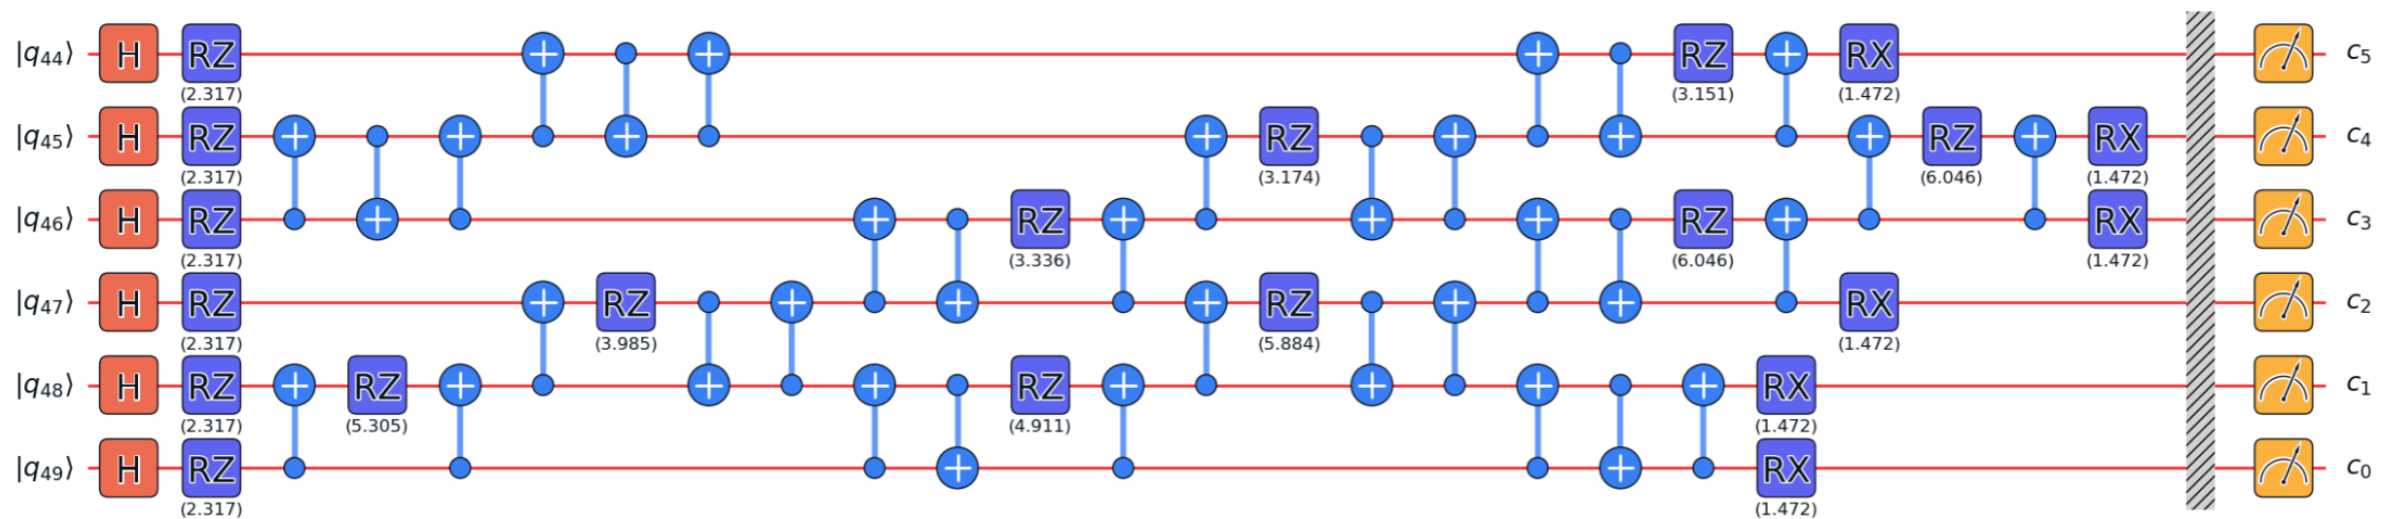 |q44⟩ H RZ RZ RX c5
(2.317) (3.151) (1.472)
|q45⟩ H RZ RZ RZ RX c4
(2.317) (3.174) (6.046) (1.472)
|q46⟩ H RZ RZ RZ RX c3
(2.317) (3.336) (6.046) (1.472)
|q47⟩ H RZ RZ RZ RX c2
(2.317) (3.985) (5.884) (1.472)
|q48⟩ H RZ RZ RZ RX c1
(2.317) (5.305) (4.911) (1.472)
|q49⟩ H RZ RX c0
(2.317) (1.472)